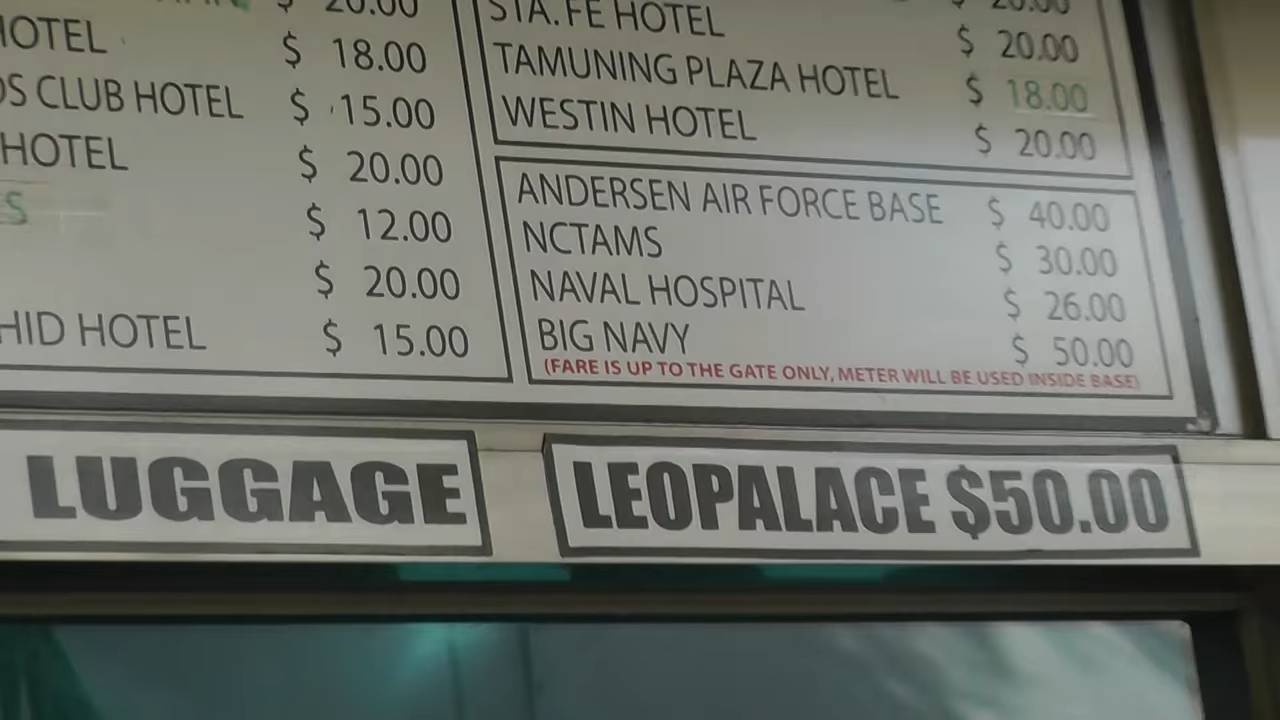 $ 20.00
HOTEL $ 18.00
DS CLUB HOTEL $ 15.00
HOTEL $ 20.00
S $ 12.00
$ 20.00
HID HOTEL $ 15.00
$ 20.00
STA. FE HOTEL $ 20.00
TAMUNING PLAZA HOTEL $ 18.00
WESTIN HOTEL $ 20.00
ANDERSEN AIR FORCE BASE $ 40.00
NCTAMS $ 30.00
NAVAL HOSPITAL $ 26.00
BIG NAVY $ 50.00
(FARE IS UP TO THE GATE ONLY, METER WILL BE USED INSIDE BASE)
LUGGAGE
LEOPALACE $50.00